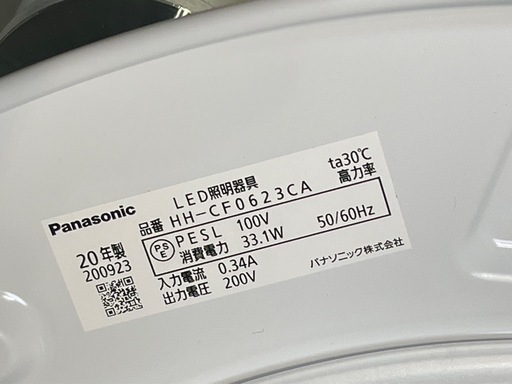 Panasonic
LED照明器具
ta30℃
品番 HH-CF0623CA
高力率
20年製
200923
PS
E
PESL 100V
50/60Hz
消費電力 33.1W
入力電流 0.34A
出力電圧 200V
パナソニック株式会社